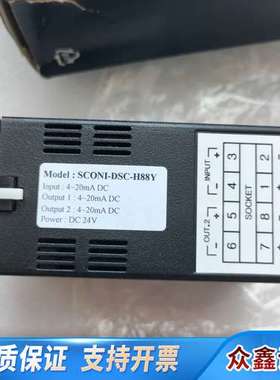 Model : SCONI-DSC-H88Y
Input : 4~20mA DC
Output 1 : 4~20mA DC
Output 2 : 4~20mA DC
Power : DC 24V
INPUT
+
-
OUT.2
+
-
SOCKET
4 3 2
5
6 7 8 1
质保证 支持开票
众鑫